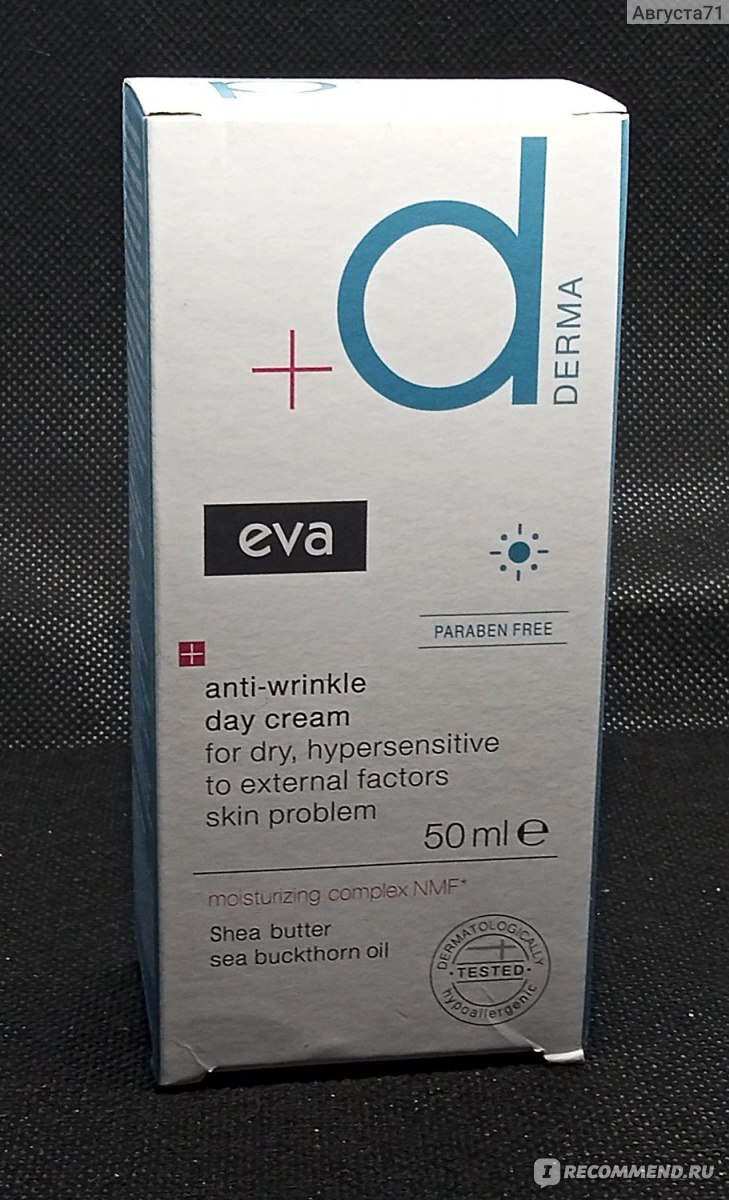 Августа71
d
DERMA
+
eva
PARABEN FREE
anti-wrinkle
day cream
for dry, hypersensitive
to external factors
skin problem
50 ml e
moisturizing complex NMF*
Shea butter
sea buckthorn oil
DERMATOLOGICALLY
·TESTED·
hypoallergenic
IRECOMMEND.RU